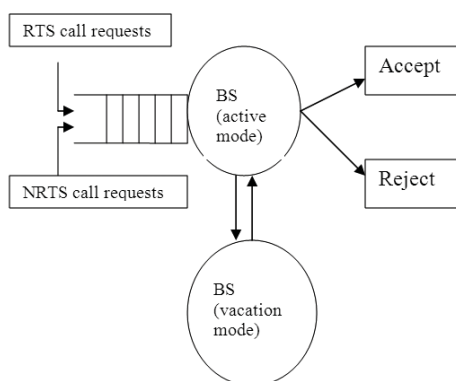 RTS call requests
Accept
BS
(active
mode)
Reject
NRTS call requests
BS
(vacation
mode)